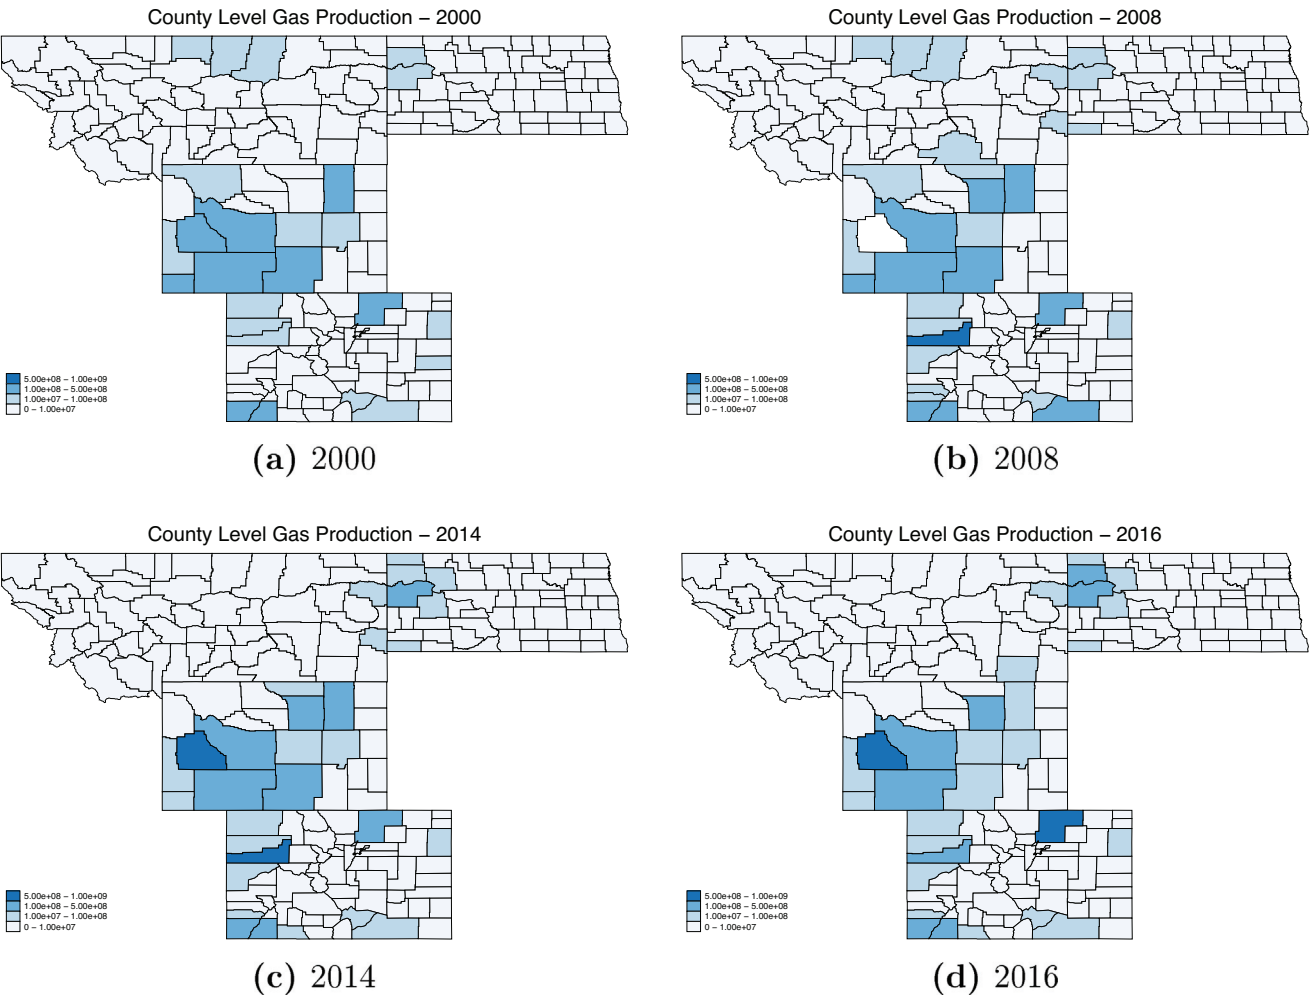 County Level Gas Production – 2000
5.00e+08 – 1.00e+09
1.00e+08 – 5.00e+08
1.00e+07 – 1.00e+08
0 – 1.00e+07
(a) 2000
County Level Gas Production – 2008
5.00e+08 – 1.00e+09
1.00e+08 – 5.00e+08
1.00e+07 – 1.00e+08
0 – 1.00e+07
(b) 2008
County Level Gas Production – 2014
5.00e+08 – 1.00e+09
1.00e+08 – 5.00e+08
1.00e+07 – 1.00e+08
0 – 1.00e+07
(c) 2014
County Level Gas Production – 2016
5.00e+08 – 1.00e+09
1.00e+08 – 5.00e+08
1.00e+07 – 1.00e+08
0 – 1.00e+07
(d) 2016